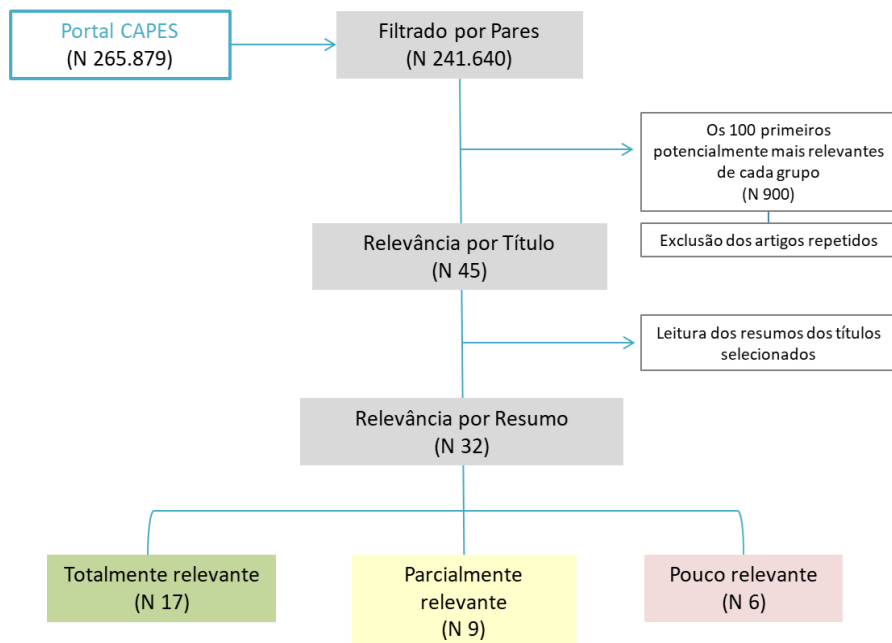 Portal CAPES
(N 265.879)
Filtrado por Pares
(N 241.640)
Os 100 primeiros
potencialmente mais relevantes
de cada grupo
(N 900)
Exclusão dos artigos repetidos
Relevância por Título
(N 45)
Leitura dos resumos dos títulos
selecionados
Relevância por Resumo
(N 32)
Totalmente relevante
(N 17)
Parcialmente
relevante
(N 9)
Pouco relevante
(N 6)